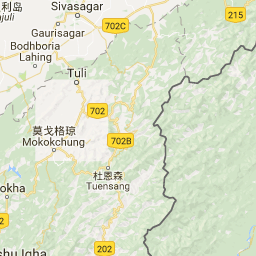 利岛
njuli
Sivasagar
Gaurisagar
702C
215
Bodhboria
Lahing
Tuli
702
莫戈格琼
Mokokchung
702B
杜恩森
Tuensang
okha
202